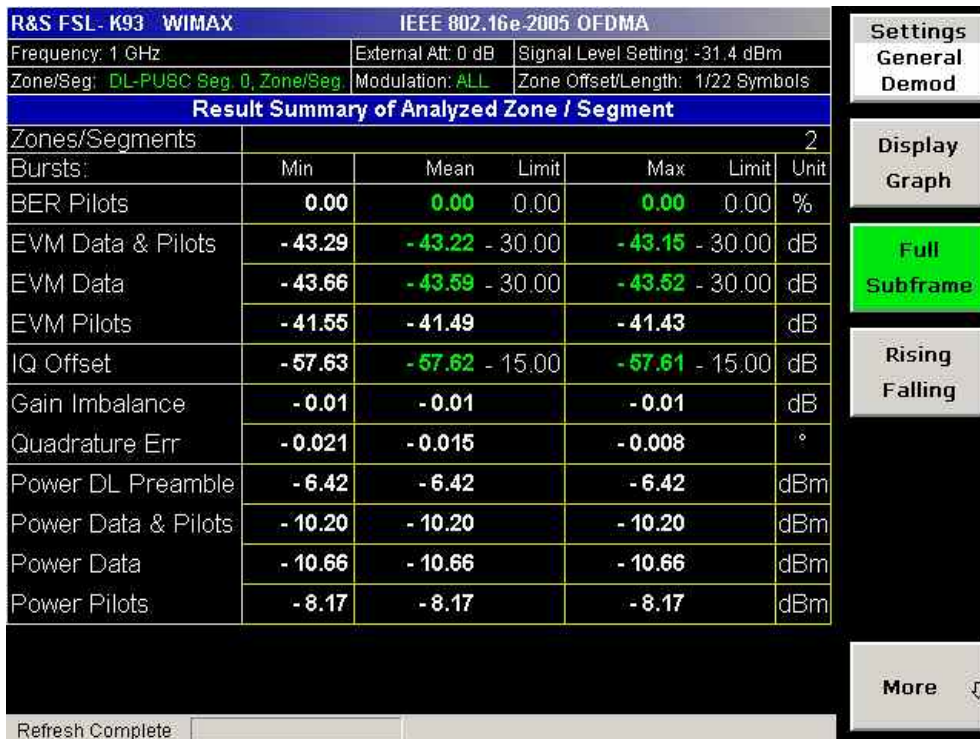 R&S FSL-K93 WIMAX IEEE 802.16e-2005 OFDMA
Frequency: 1 GHz External Att: 0 dB Signal Level Setting: -31.4 dBm
Zone/Seg: DL-PUSC Seg. 0, Zone/Seg. Modulation: ALL Zone Offset/Length: 1/22 Symbols
Result Summary of Analyzed Zone / Segment
Zones/Segments 2
Bursts: Min Mean Limit Max Limit Unit
BER Pilots 0.00 0.00 0.00 0.00 0.00 %
EVM Data & Pilots - 43.29 - 43.22 - 30.00 - 43.15 - 30.00 dB
EVM Data - 43.66 - 43.59 - 30.00 - 43.52 - 30.00 dB
EVM Pilots - 41.55 - 41.49 - 41.43 dB
IQ Offset - 57.63 - 57.62 - 15.00 - 57.61 - 15.00 dB
Gain Imbalance - 0.01 - 0.01 - 0.01 dB
Quadrature Err - 0.021 - 0.015 - 0.008 °
Power DL Preamble - 6.42 - 6.42 - 6.42 dBm
Power Data & Pilots - 10.20 - 10.20 - 10.20 dBm
Power Data - 10.66 - 10.66 - 10.66 dBm
Power Pilots - 8.17 - 8.17 - 8.17 dBm
Refresh Complete
Settings
General
Demod
Display
Graph
Full
Subframe
Rising
Falling
More